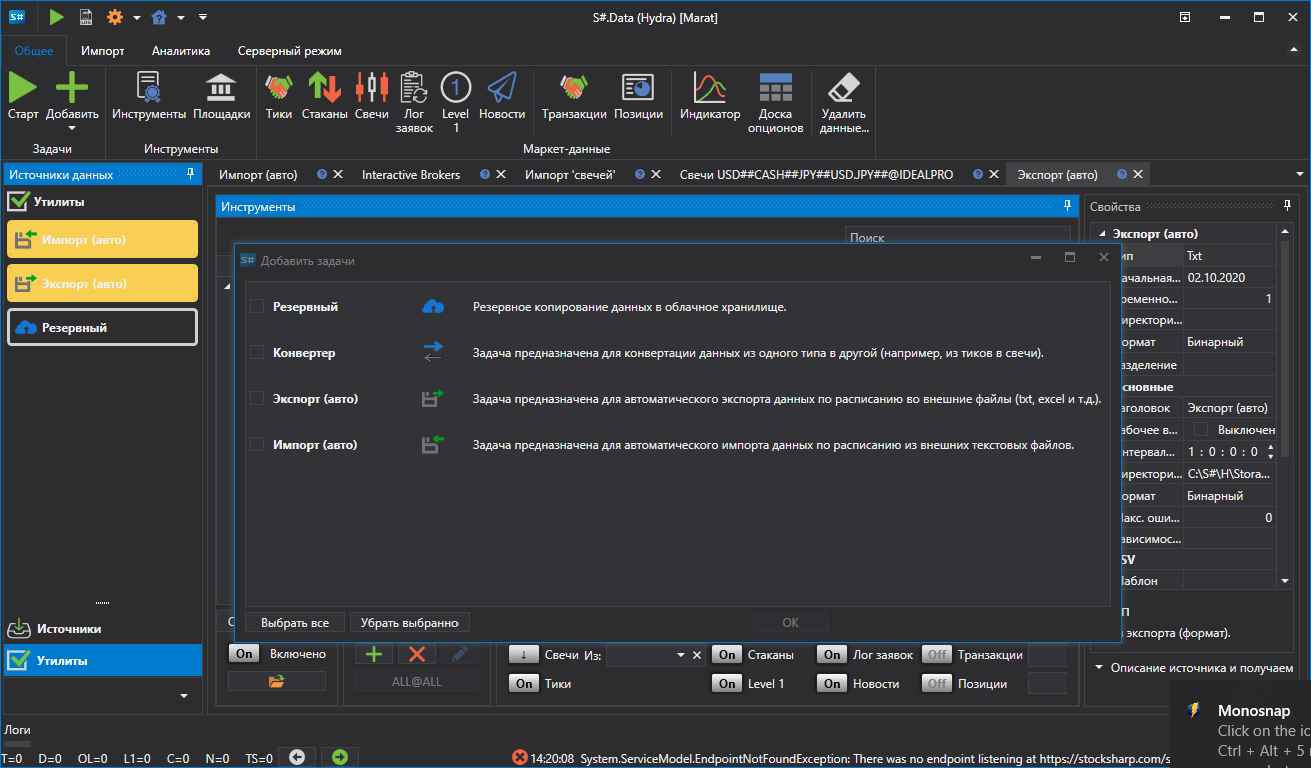 S# LOG S#.Data (Hydra) [Marat]
Общее Импорт Аналитика Серверный режим
Старт Добавить Инструменты Площадки Тики Стаканы Свечи Лог заявок Level 1 Новости Транзакции Позиции Индикатор Доска опционов Удалить данные...
Задачи Инструменты Маркет-данные
Источники данных
Утилиты
Импорт (авто)
Экспорт (авто)
Резервный
Источники
Утилиты
Импорт (авто) Interactive Brokers Импорт 'свечей' Свечи USD##CASH##JPY##USD.JPY##@IDEALPRO Экспорт (авто)
Инструменты
Поиск
S# Добавить задачи
Резервный Резервное копирование данных в облачное хранилище.
Конвертер Задача предназначена для конвертации данных из одного типа в другой (например, из тиков в свечи).
Экспорт (авто) Задача предназначена для автоматического экспорта данных по расписанию во внешние файлы (txt, excel и т.д.).
Импорт (авто) Задача предназначена для автоматического импорта данных по расписанию из внешних текстовых файлов.
Выбрать все Убрать выбранно OK
On Включено
ALL@ALL
Свечи Из: On Стаканы On Лог заявок Off Транзакции
On Тики On Level 1 On Новости Off Позиции
Свойства
Экспорт (авто)
ип Txt
ачальная... 02.10.2020
ременно... 1
иректори...
ормат Бинарный
азделение
сновные
аголовок Экспорт (авто)
абочее в... Выключен
нтервал... 1 : 0 : 0 : 0
иректори... C:\S#\H\Stora...
ормат Бинарный
Макс. оши... 0
ависимос...
SV
Шаблон
п экспорта (формат).
Описание источника и получаем
Логи
T=0 D=0 OL=0 L1=0 C=0 N=0 TS=0
14:20:08 System.ServiceModel.EndpointNotFoundException: There was no endpoint listening at https://stocksharp.com/s
Monosnap
Click on the ic
Ctrl + Alt + 5